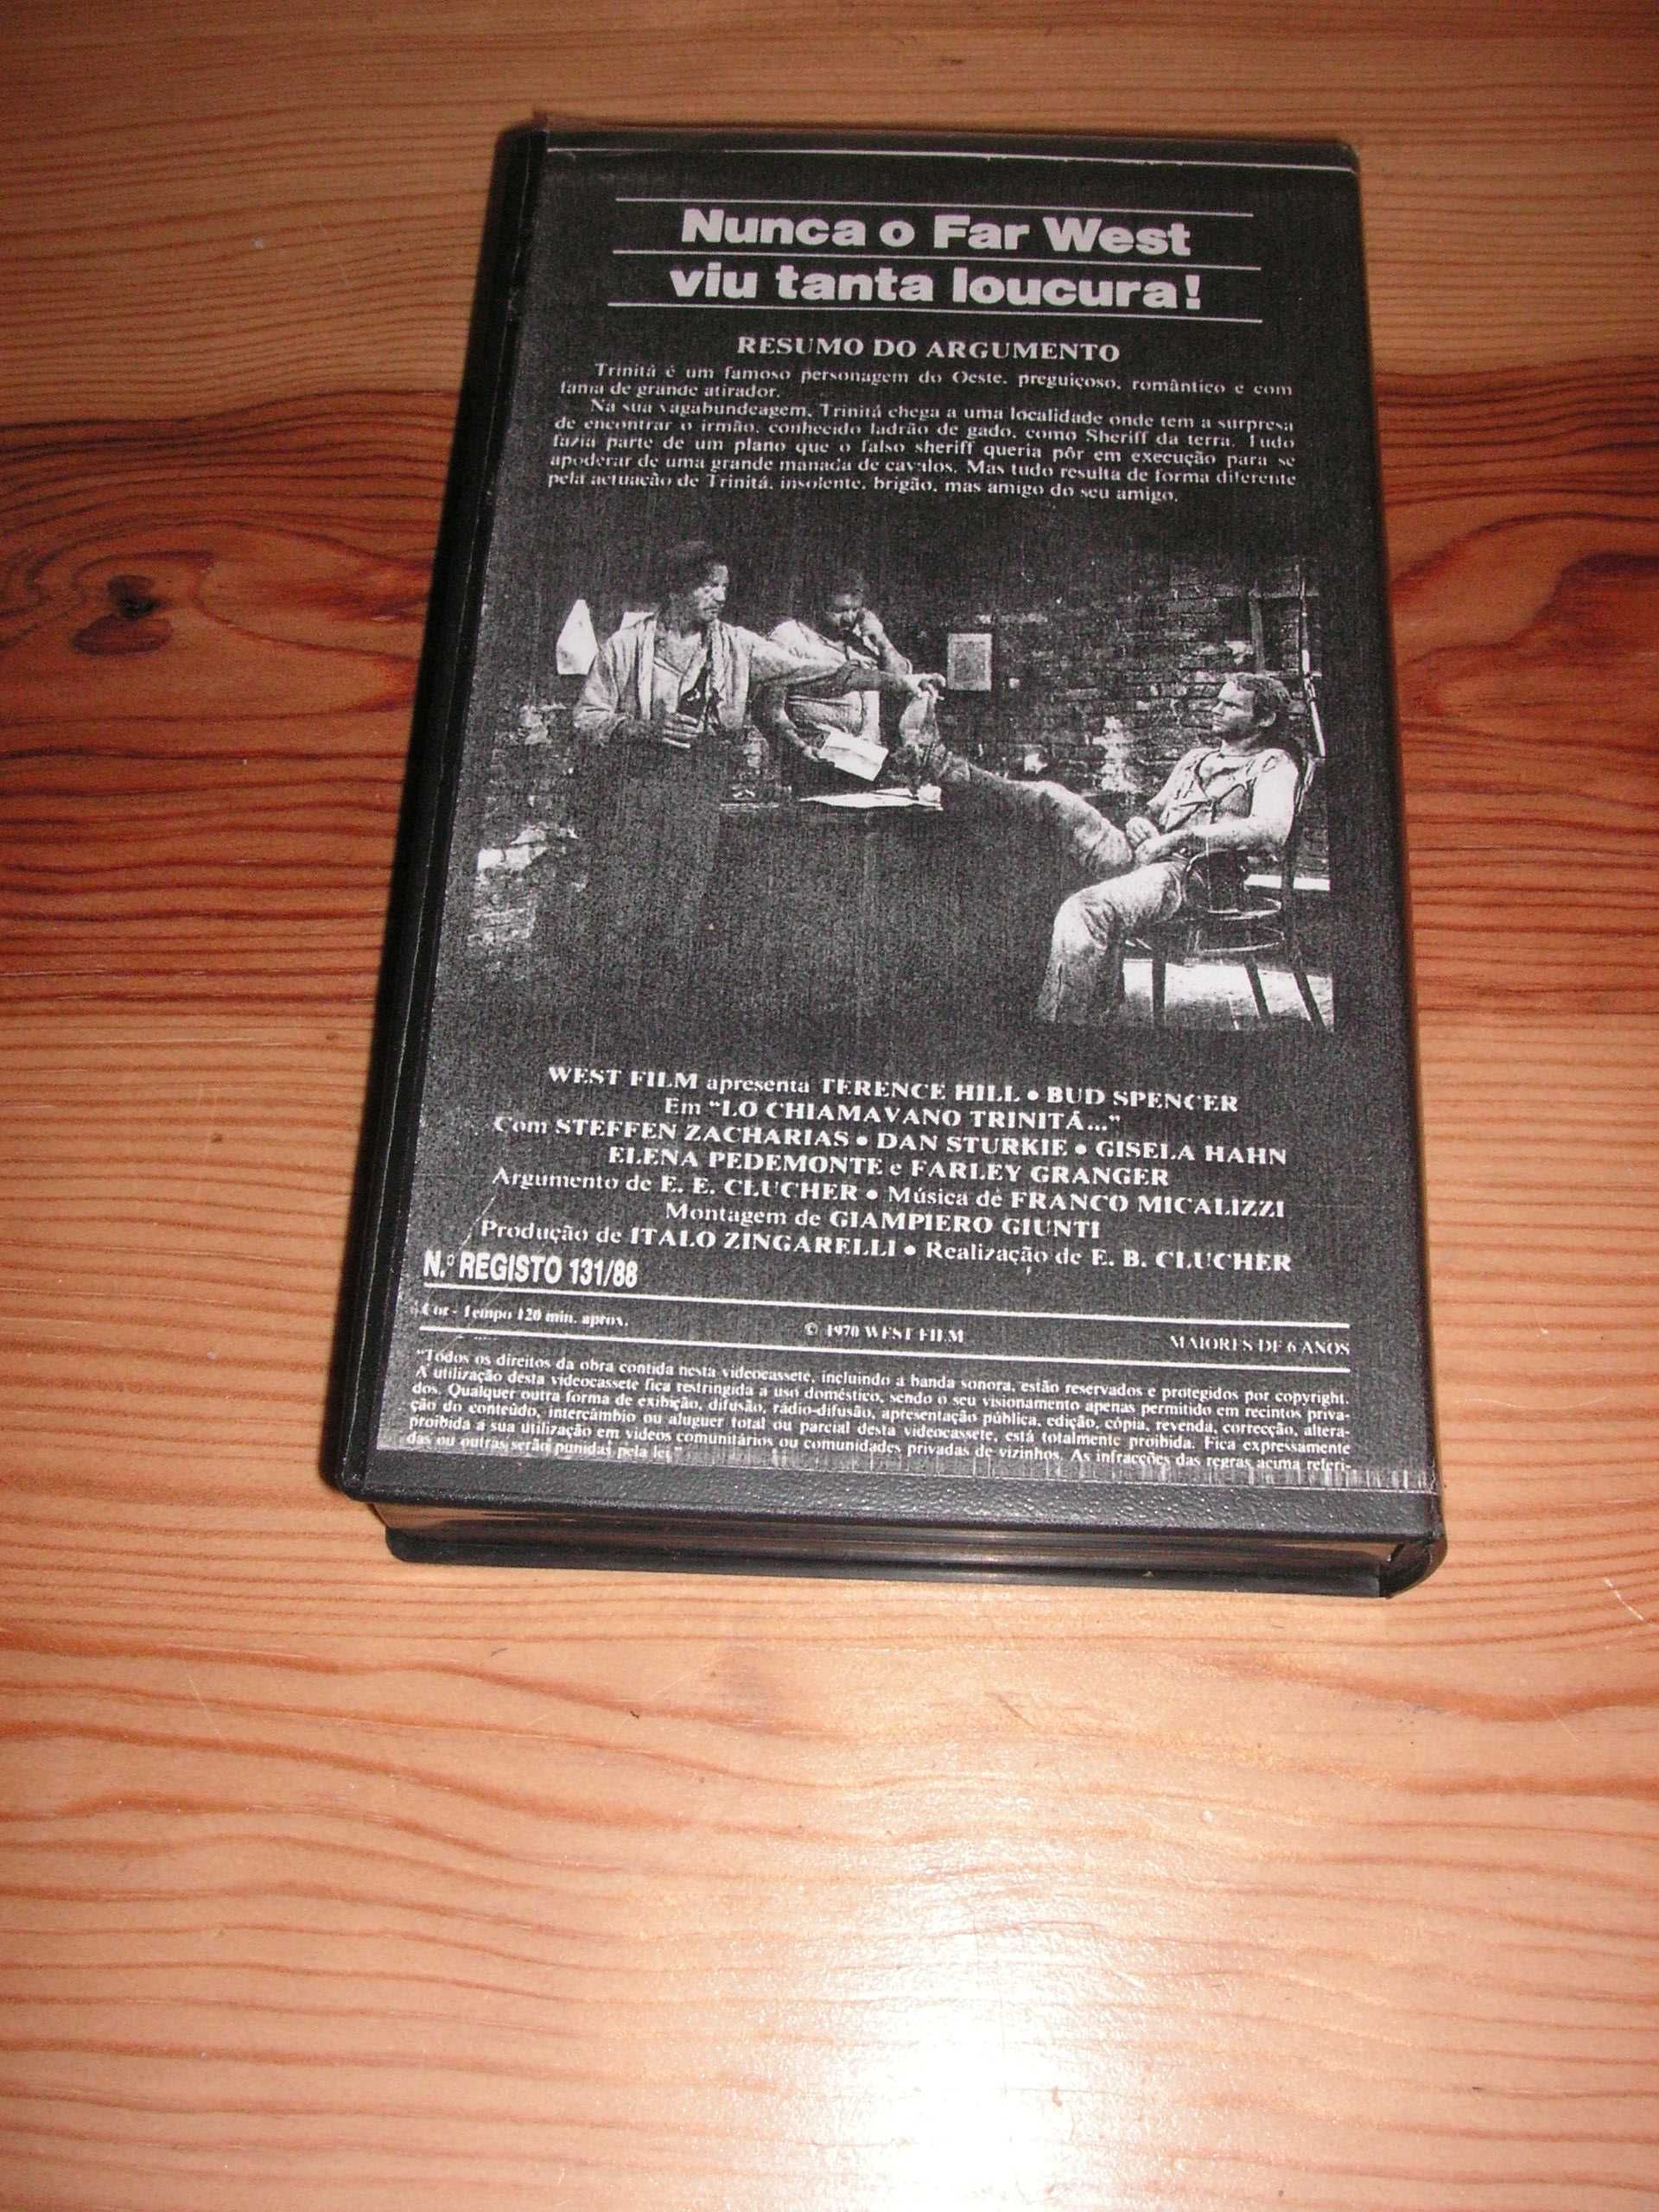 Nunca o Far West
viu tanta loucura!
RESUMO DO ARGUMENTO
Trinitá é um famoso personagem do Oeste, preguiçoso, romântico e com
fama de grande atirador.
Na sua vagabundeagem, Trinitá chega a uma localidade onde tem a surpresa
de encontrar o irmão, conhecido ladrão de gado, como Sheriff da terra. Tudo
fazia parte de um plano que o falso sheriff queria pôr em execução para se
apoderar de uma grande manada de cavalos. Mas tudo resulta de forma diferente
pela actuação de Trinitá, insolente, brigão, mas amigo do seu amigo.
WEST FILM apresenta TERENCE HILL • BUD SPENCER
Em "LO CHIAMAVANO TRINITÁ..."
Com STEFFEN ZACHARIAS • DAN STURKIE • GISELA HAHN
ELENA PEDEMONTE e FARLEY GRANGER
Argumento de E. E. CLUCHER • Música de FRANCO MICALIZZI
Montagem de GIAMPIERO GIUNTI
Produção de ITALO ZINGARELLI • Realização de E. B. CLUCHER
N.º REGISTO 131/88
Cor - Tempo 120 min. aprox.
© 1970 WEST FILM
MAIORES DE 6 ANOS
"Todos os direitos da obra contida nesta videocassete, incluindo a banda sonora, estão reservados e protegidos por copyright.
A utilização desta videocassete fica restringida a uso doméstico, sendo o seu visionamento apenas permitido em recintos priva-
dos. Qualquer outra forma de exibição, difusão, rádio-difusão, apresentação pública, edição, cópia, revenda, correcção, altera-
ção do conteúdo, intercâmbio ou aluguer total ou parcial desta videocassete, está totalmente proibida. Fica expressamente
proibida a sua utilização em vídeos comunitários ou comunidades privadas de vizinhos. As infracções das regras acima referi-
das ou outras serão punidas pela lei."